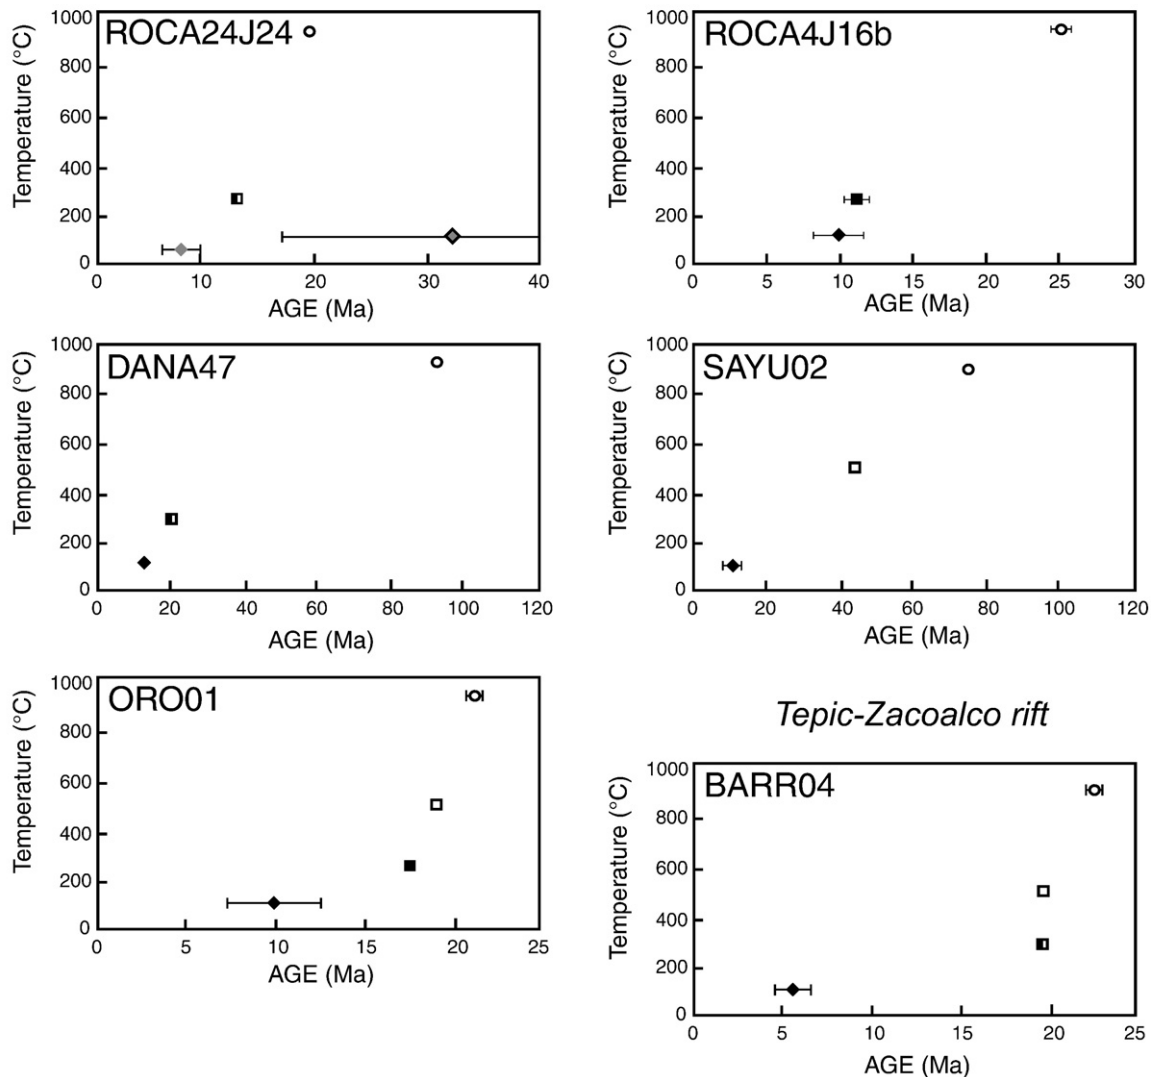 ROCA24J24
Temperature (°C)
1000
800
600
400
200
0
0 10 20 30 40
AGE (Ma)
ROCA4J16b
Temperature (°C)
1000
800
600
400
200
0
0 5 10 15 20 25 30
AGE (Ma)
DANA47
Temperature (°C)
1000
800
600
400
200
0
0 20 40 60 80 100 120
AGE (Ma)
SAYU02
Temperature (°C)
1000
800
600
400
200
0
0 20 40 60 80 100 120
AGE (Ma)
ORO01
Temperature (°C)
1000
800
600
400
200
0
0 5 10 15 20 25
AGE (Ma)
Tepic-Zacoalco rift
BARR04
Temperature (°C)
1000
800
600
400
200
0
0 5 10 15 20 25
AGE (Ma)